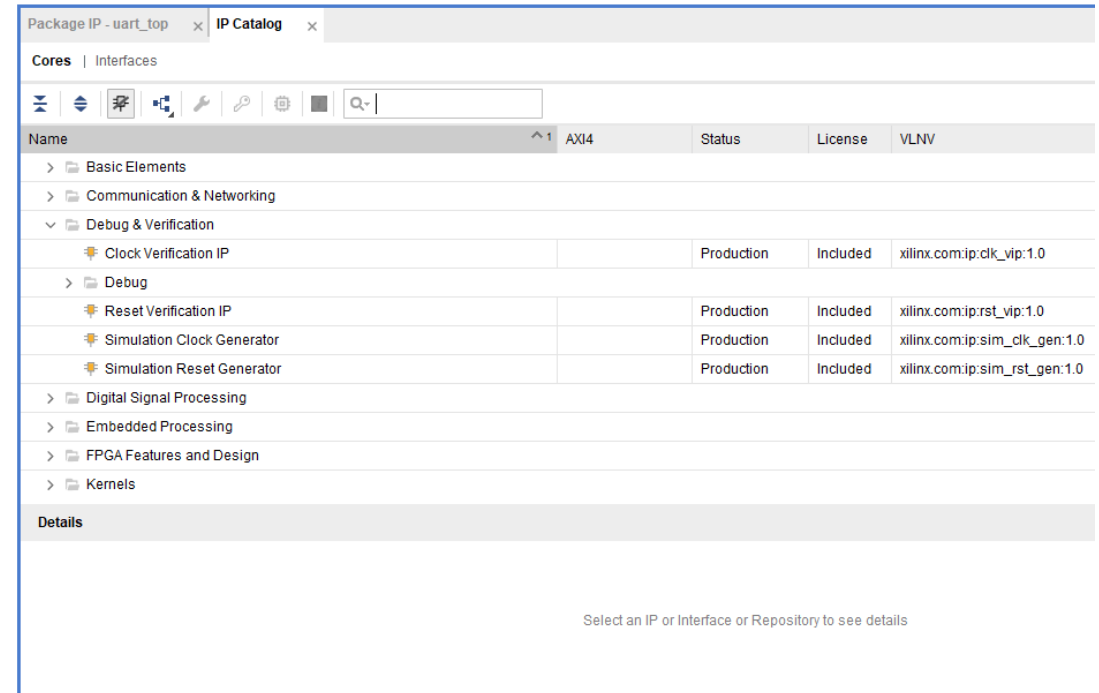 Package IP - uart_top × IP Catalog ×
Cores | Interfaces
Name 1 AXI4 Status License VLNV
Basic Elements
Communication & Networking
Debug & Verification
Clock Verification IP Production Included xilinx.com:ip:clk_vip:1.0
Debug
Reset Verification IP Production Included xilinx.com:ip:rst_vip:1.0
Simulation Clock Generator Production Included xilinx.com:ip:sim_clk_gen:1.0
Simulation Reset Generator Production Included xilinx.com:ip:sim_rst_gen:1.0
Digital Signal Processing
Embedded Processing
FPGA Features and Design
Kernels
Details
Select an IP or Interface or Repository to see details